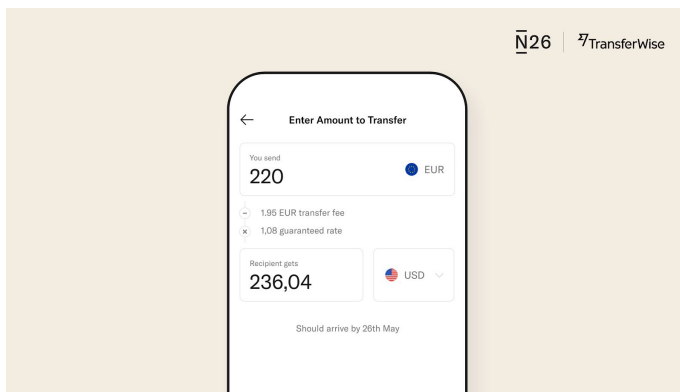 N26 TransferWise
Enter Amount to Transfer
You send
220 EUR
1.95 EUR transfer fee
1,08 guaranteed rate
Recipient gets
236,04 USD
Should arrive by 26th May